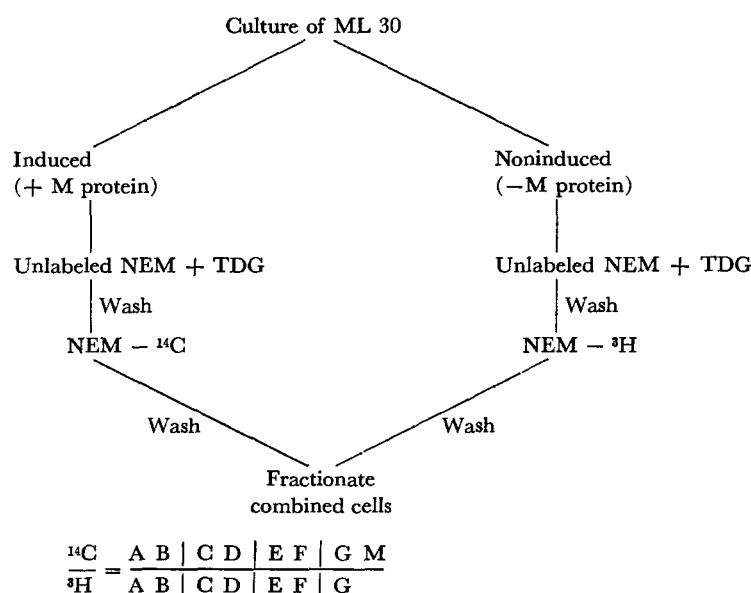 Culture of ML 30
Induced
(+ M protein)
Noninduced
(—M protein)
Unlabeled NEM + TDG
Unlabeled NEM + TDG
Wash
Wash
NEM — ¹⁴C
NEM — ³H
Wash
Wash
Fractionate
combined cells
¹⁴C = A B | C D | E F | G M
³H A B | C D | E F | G